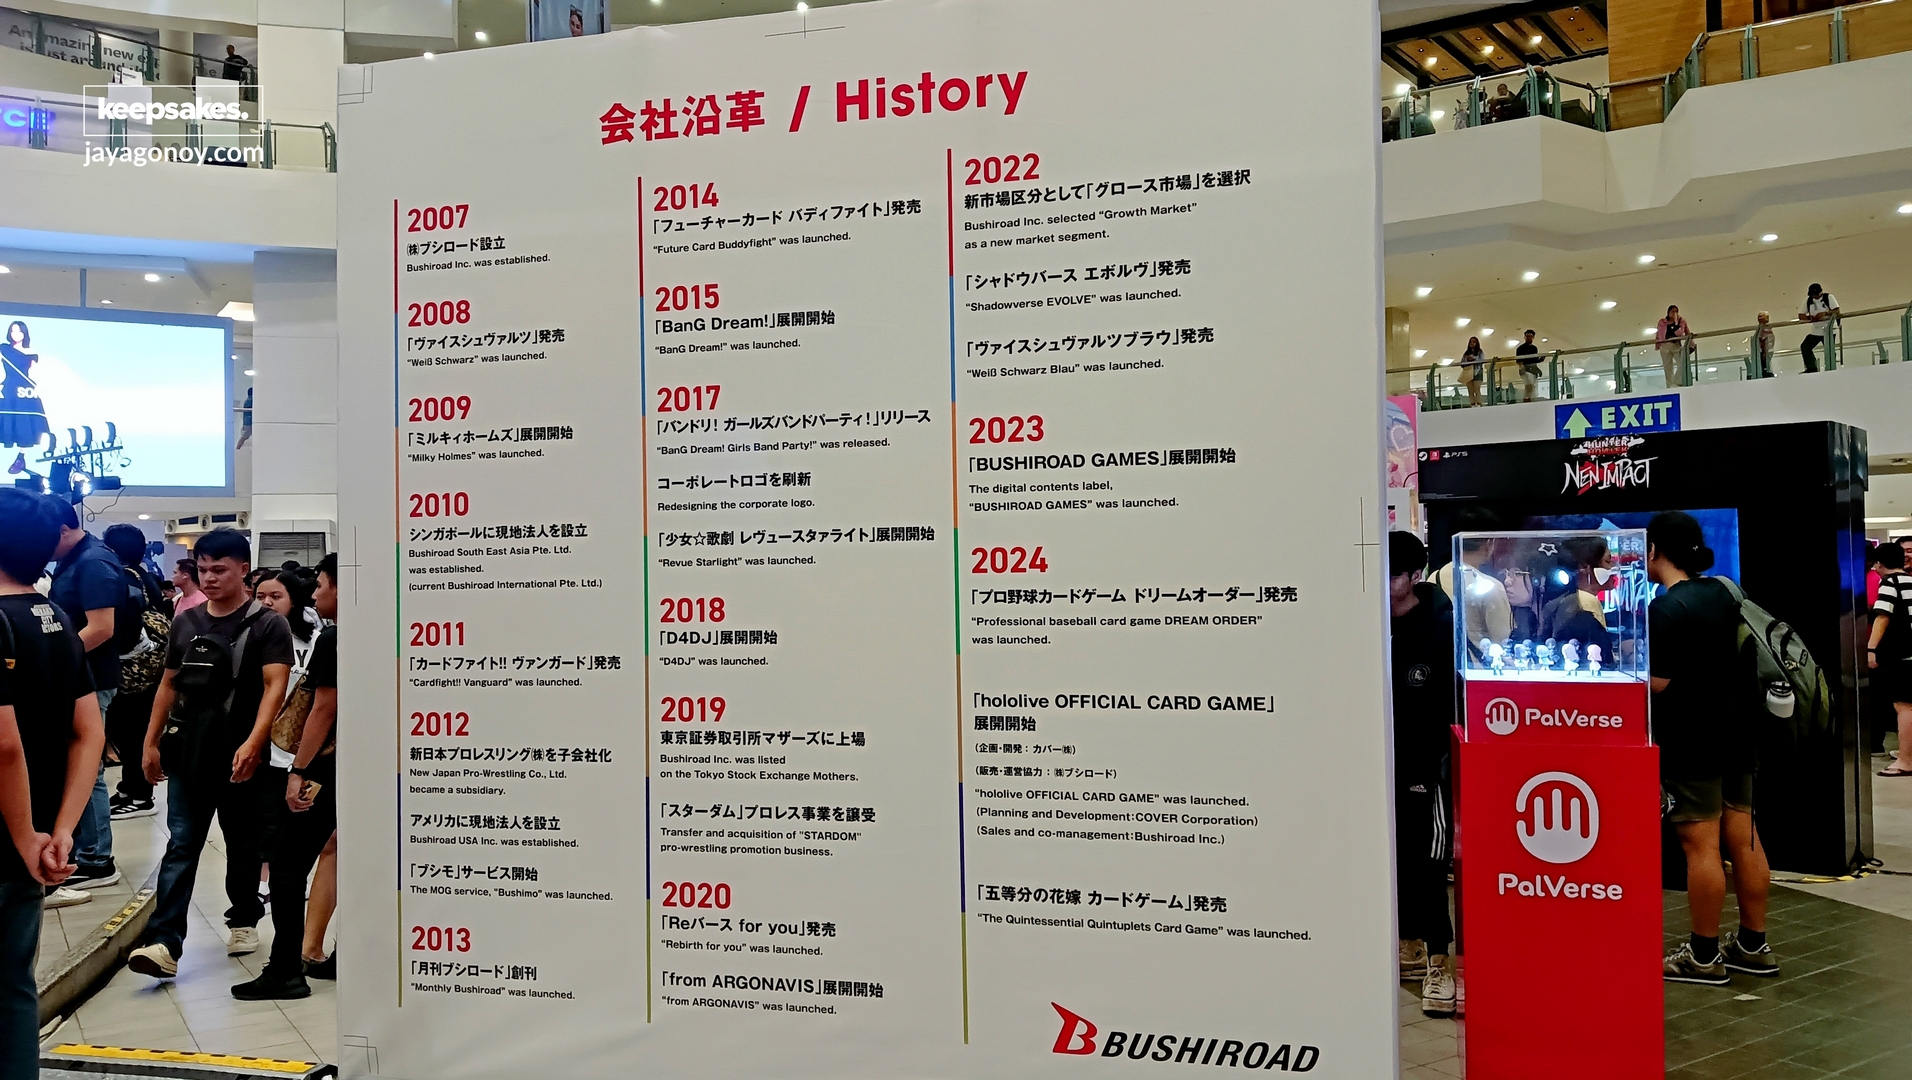 An amazing new
is just around the
keepsakes.
jayagonoy.com
会社沿革 / History
2007
㈱ブシロード設立
Bushiroad Inc. was established.
2008
「ヴァイスシュヴァルツ」発売
“Weiß Schwarz” was launched.
2009
「ミルキィホームズ」展開開始
“Milky Holmes” was launched.
2010
シンガポールに現地法人を設立
Bushiroad South East Asia Pte. Ltd.
was established.
(current Bushiroad International Pte. Ltd.)
2011
「カードファイト!! ヴァンガード」発売
“Cardfight!! Vanguard” was launched.
2012
新日本プロレスリング㈱を子会社化
New Japan Pro-Wrestling Co., Ltd.
became a subsidiary.
アメリカに現地法人を設立
Bushiroad USA Inc. was established.
「ブシモ」サービス開始
The MOG service, "Bushimo" was launched.
2013
「月刊ブシロード」創刊
“Monthly Bushiroad” was launched.
2014
「フューチャーカード バディファイト」発売
“Future Card Buddyfight” was launched.
2015
「BanG Dream!」展開開始
“BanG Dream!” was launched.
2017
「バンドリ！ ガールズバンドパーティ！」リリース
“BanG Dream! Girls Band Party!” was released.
コーポレートロゴを刷新
Redesigning the corporate logo.
「少女☆歌劇 レヴュースタァライト」展開開始
“Revue Starlight” was launched.
2018
「D4DJ」展開開始
“D4DJ” was launched.
2019
東京証券取引所マザーズに上場
Bushiroad Inc. was listed
on the Tokyo Stock Exchange Mothers.
「スターダム」プロレス事業を譲受
Transfer and acquisition of "STARDOM"
pro-wrestling promotion business.
2020
「Reバース for you」発売
“Rebirth for you” was launched.
「from ARGONAVIS」展開開始
“from ARGONAVIS” was launched.
2022
新市場区分として「グロース市場」を選択
Bushiroad Inc. selected “Growth Market”
as a new market segment.
「シャドウバース エボルヴ」発売
“Shadowverse EVOLVE” was launched.
「ヴァイスシュヴァルツブラウ」発売
“Weiß Schwarz Blau” was launched.
2023
「BUSHIROAD GAMES」展開開始
The digital contents label,
“BUSHIROAD GAMES” was launched.
2024
「プロ野球カードゲーム ドリームオーダー」発売
“Professional baseball card game DREAM ORDER”
was launched.
「hololive OFFICIAL CARD GAME」
展開開始
（企画・開発：カバー㈱）
（販売・運営協力：㈱ブシロード）
“hololive OFFICIAL CARD GAME” was launched.
(Planning and Development:COVER Corporation)
(Sales and co-management:Bushiroad Inc.)
「五等分の花嫁 カードゲーム」発売
“The Quintessential Quintuplets Card Game” was launched.
BUSHIROAD
EXIT
PS5
HUNTER
NEN IMPACT
PalVerse
PalVerse